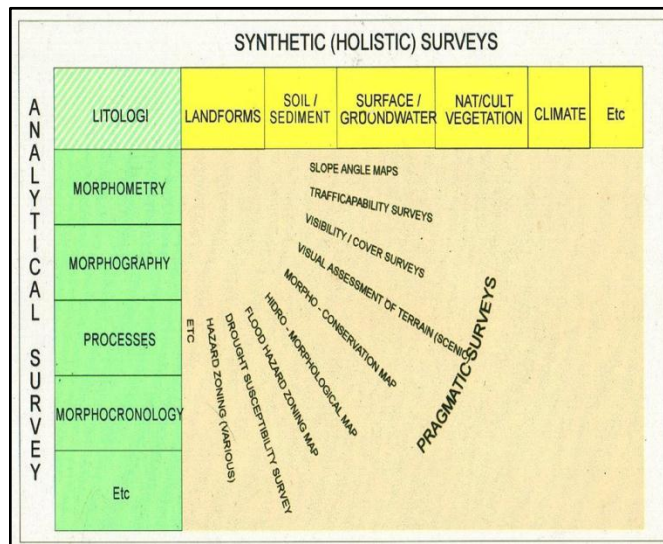 SYNTHETIC (HOLISTIC) SURVEYS
ANALYTICAL SURVEY
LITOLOGI
LANDFORMS
SOIL /
SEDIMENT
SURFACE /
GROUNDWATER
NAT/CULT
VEGETATION
CLIMATE
Etc
MORPHOMETRY
MORPHOGRAPHY
PROCESSES
MORPHOCRONOLOGY
Etc
SLOPE ANGLE MAPS
TRAFFICAPABILITY SURVEYS
VISIBILITY / COVER SURVEYS
VISUAL ASSESSMENT OF TERRAIN (SCENIC)
MORPHO - CONSERVATION MAP
HIDRO - MORPHOLOGICAL MAP
FLOOD HAZARD ZONING MAP
DROUGHT SUSCEPTIBILITY SURVEY
HAZARD ZONING (VARIOUS)
ETC
PRAGMATIC SURVEYS